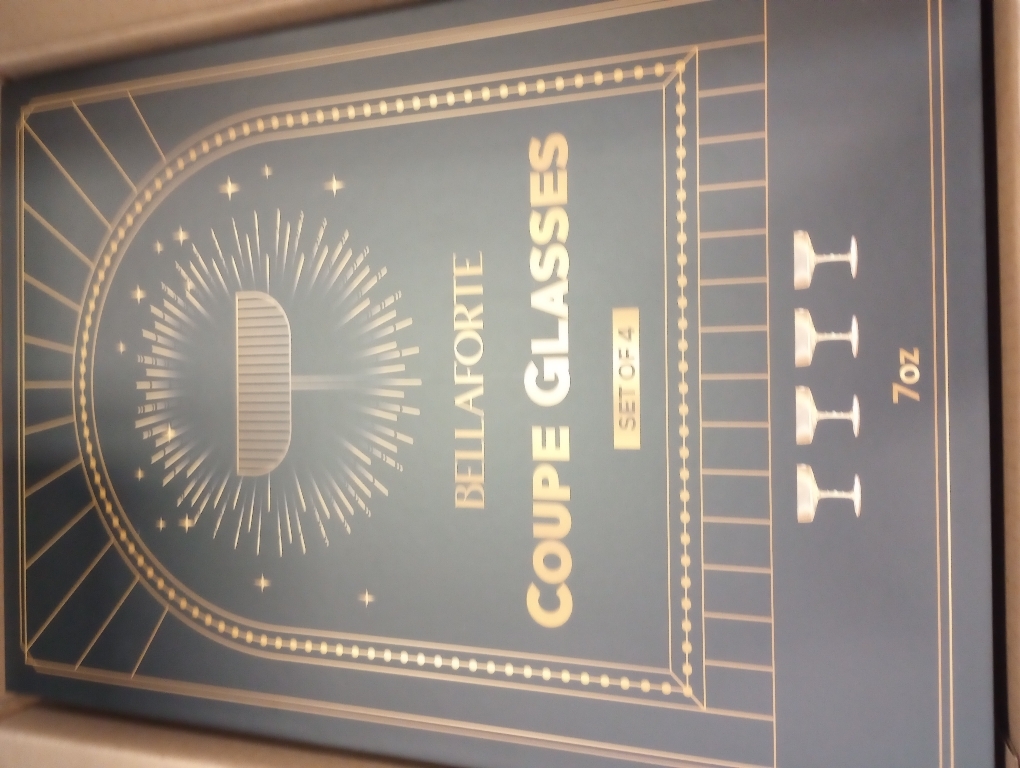 BELLAFORTE
COUPE GLASSES
SET OF 4
7oz